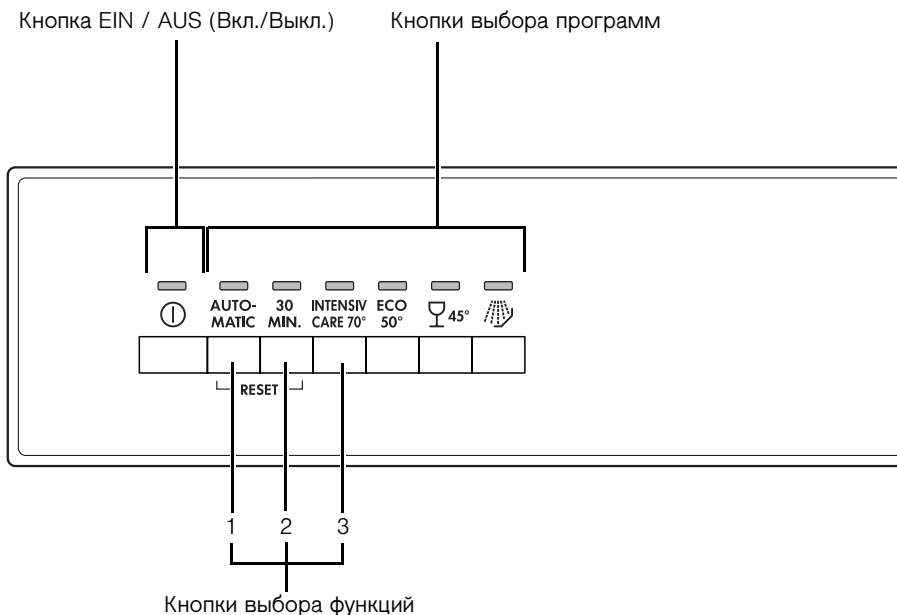 Кнопка EIN / AUS (Вкл./Выкл.)
Кнопки выбора программ
AUTO-
MATIC
30
MIN.
INTENSIV
CARE 70°
ECO
50°
45°
RESET
1 2 3
Кнопки выбора функций